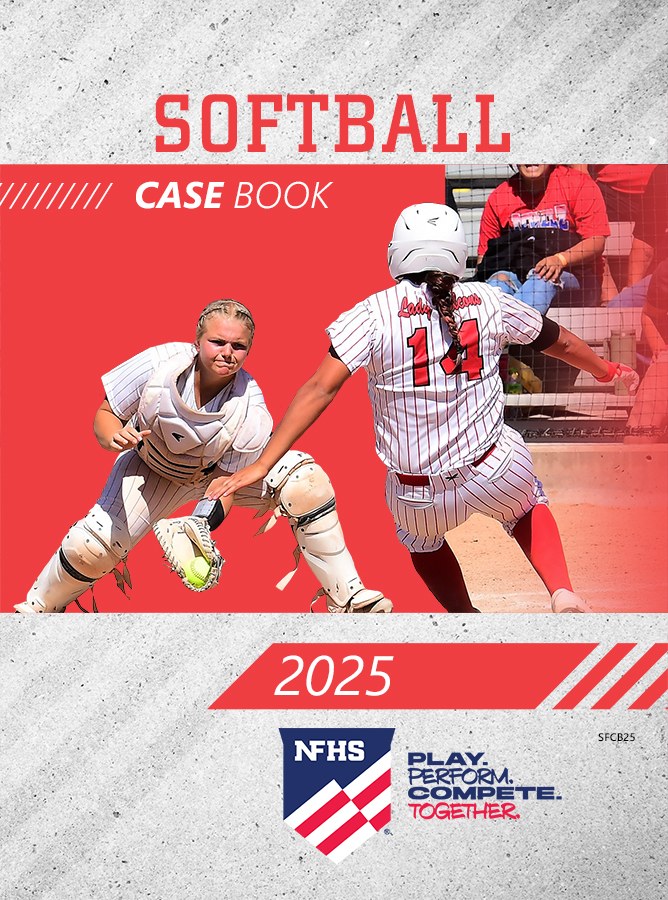 SOFTBALL
CASE BOOK
14
2025
SFCB25
NFHS
PLAY.
PERFORM.
COMPETE.
TOGETHER.